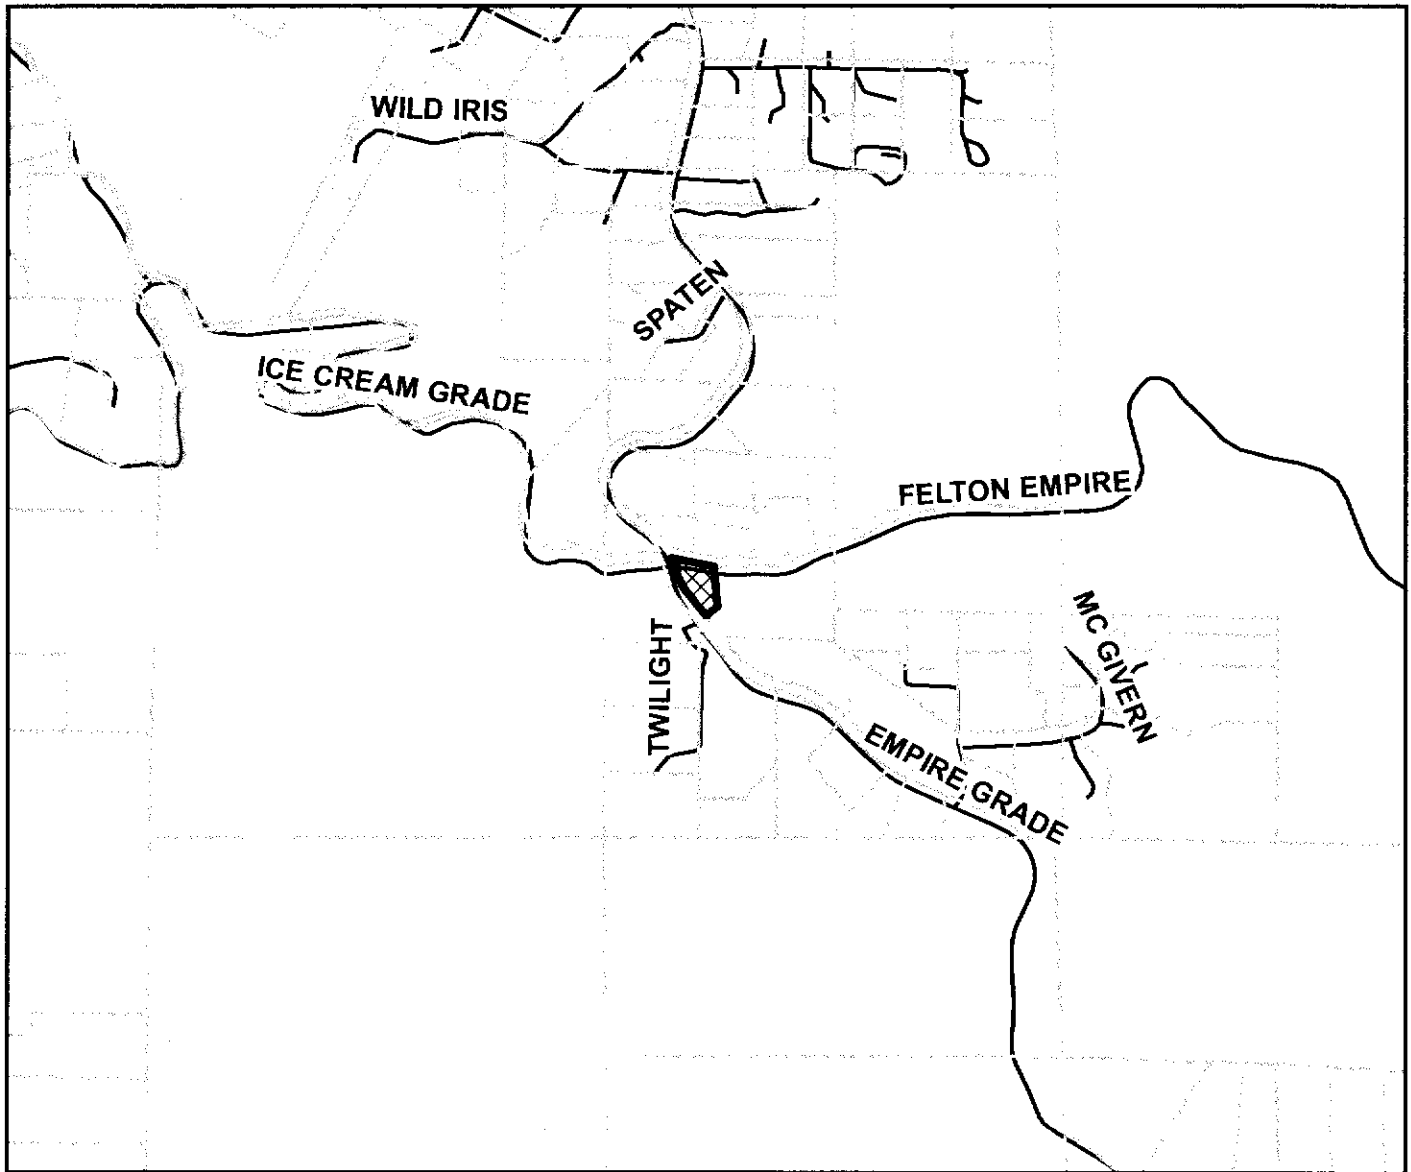 WILD IRIS
SPATEN
ICE CREAM GRADE
FELTON EMPIRE
MC GIVERN
TWILIGHT
EMPIRE GRADE